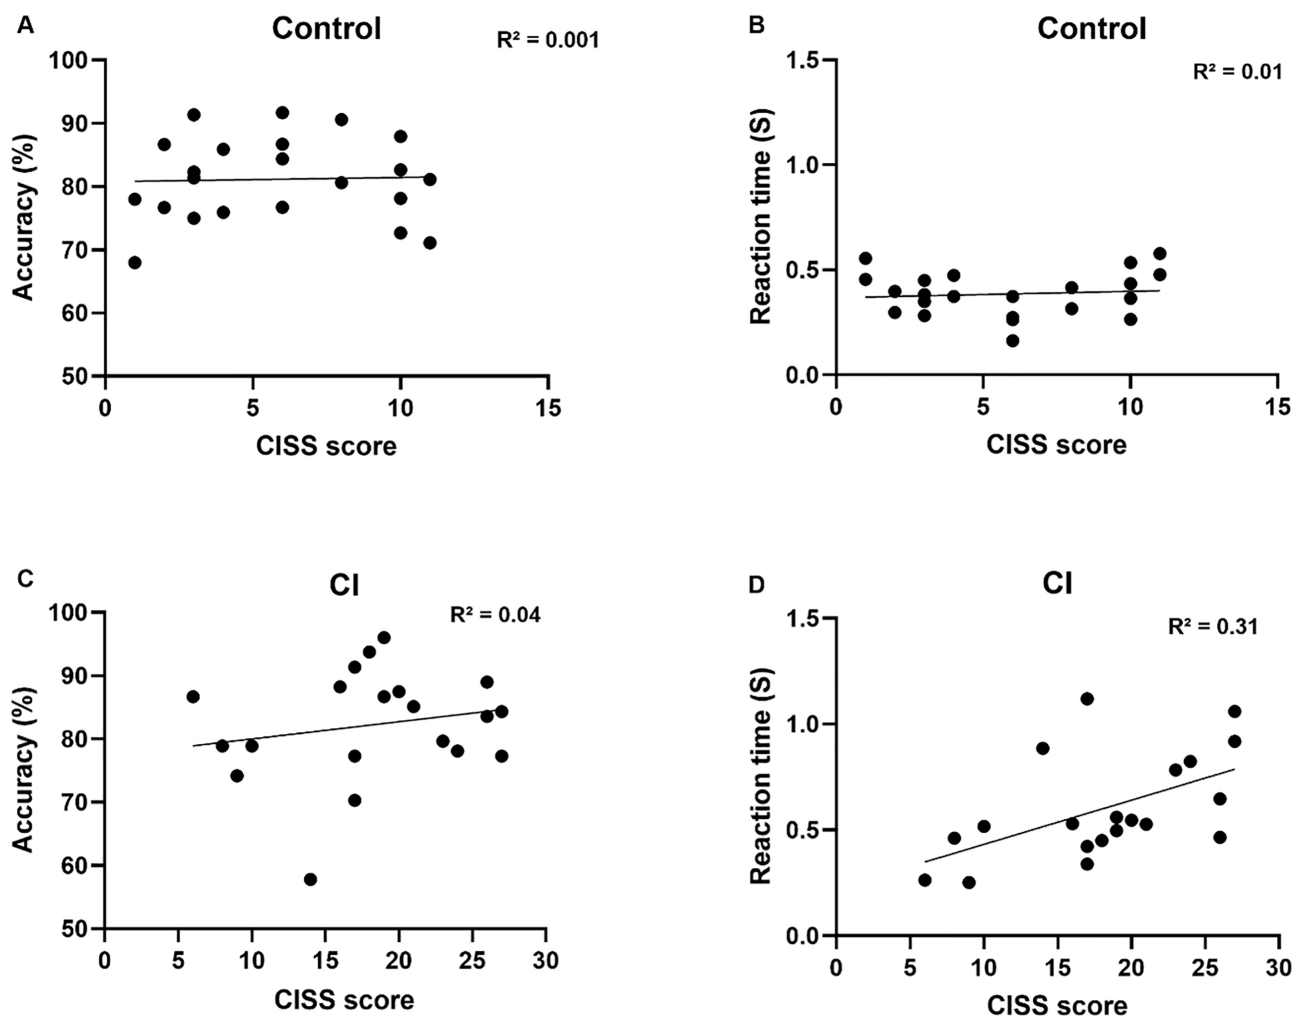 A
Control
R² = 0.001
100
90
80
70
60
50
Accuracy (%)
0 5 10 15
CISS score
B
Control
R² = 0.01
1.5
1.0
0.5
0.0
Reaction time (S)
0 5 10 15
CISS score
C
CI
R² = 0.04
100
90
80
70
60
50
Accuracy (%)
0 5 10 15 20 25 30
CISS score
D
CI
R² = 0.31
1.5
1.0
0.5
0.0
Reaction time (S)
0 5 10 15 20 25 30
CISS score